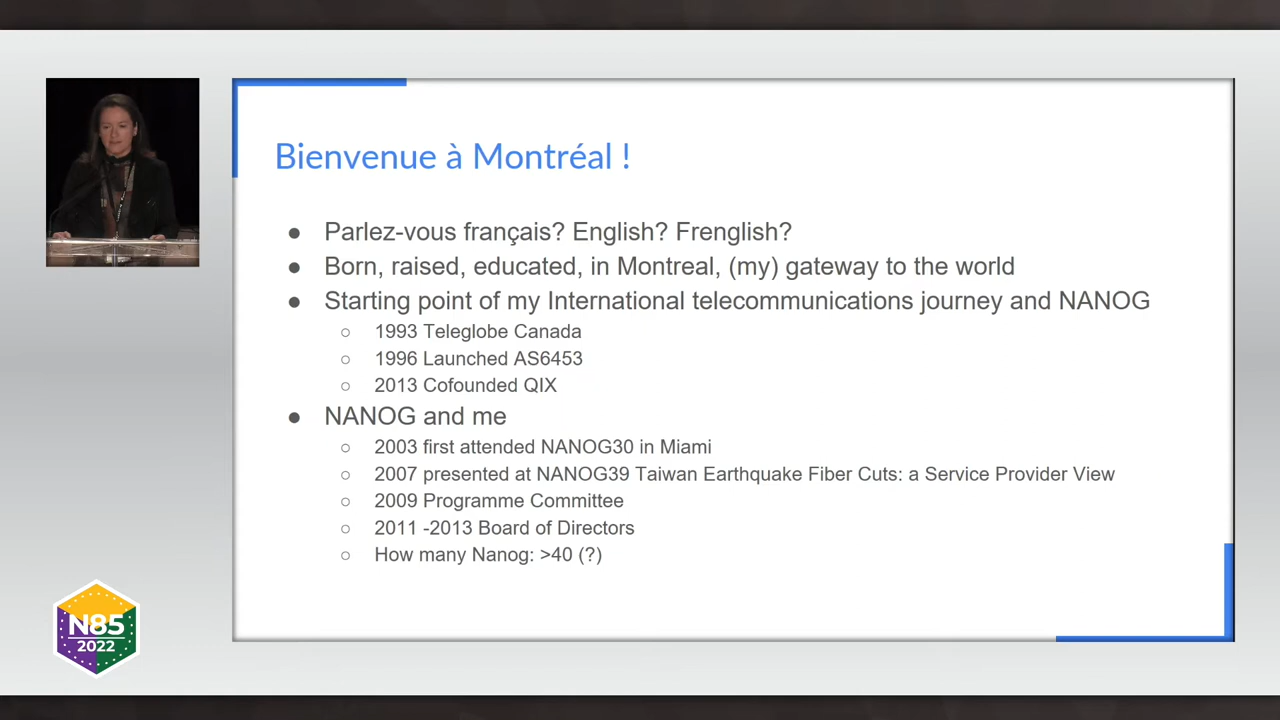 Bienvenue à Montréal !
● Parlez-vous français? English? Frenglish?
● Born, raised, educated, in Montreal, (my) gateway to the world
● Starting point of my International telecommunications journey and NANOG
○ 1993 Teleglobe Canada
○ 1996 Launched AS6453
○ 2013 Cofounded QIX
● NANOG and me
○ 2003 first attended NANOG30 in Miami
○ 2007 presented at NANOG39 Taiwan Earthquake Fiber Cuts: a Service Provider View
○ 2009 Programme Committee
○ 2011 -2013 Board of Directors
○ How many Nanog: >40 (?)
N85
2022